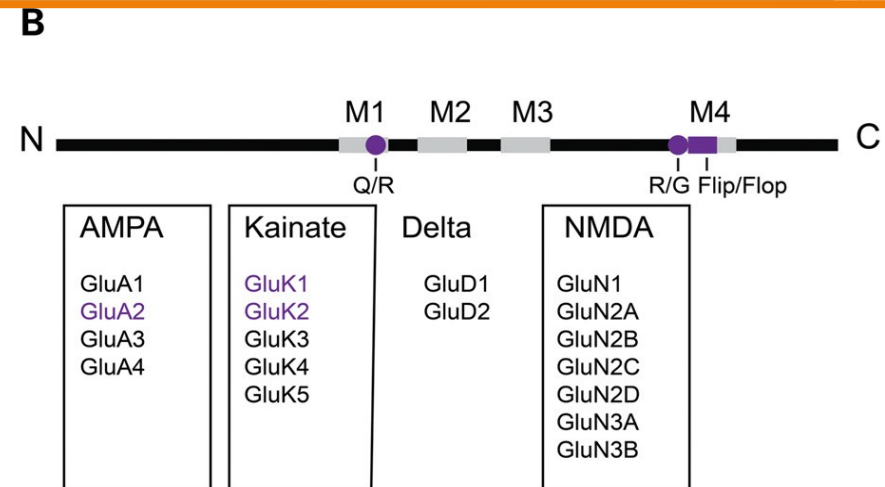 B
M1 M2 M3 M4
N C
Q/R R/G Flip/Flop
AMPA
GluA1
GluA2
GluA3
GluA4
Kainate
GluK1
GluK2
GluK3
GluK4
GluK5
Delta
GluD1
GluD2
NMDA
GluN1
GluN2A
GluN2B
GluN2C
GluN2D
GluN3A
GluN3B